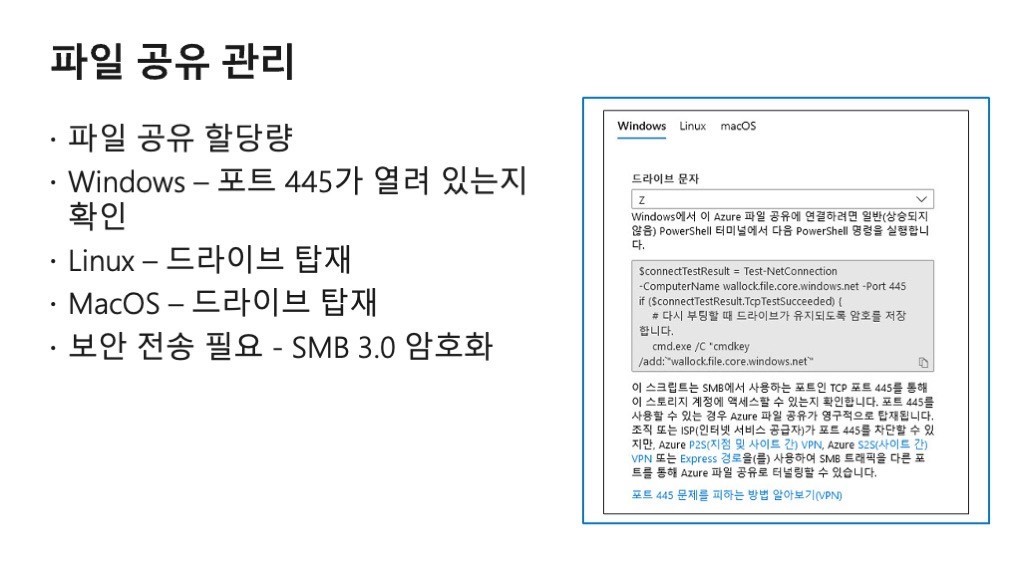 파일 공유 관리
· 파일 공유 할당량
· Windows – 포트 445가 열려 있는지
확인
· Linux – 드라이브 탑재
· MacOS – 드라이브 탑재
· 보안 전송 필요 - SMB 3.0 암호화
Windows Linux macOS
드라이브 문자
Z
Windows에서 이 Azure 파일 공유에 연결하려면 일반(상승되지
않음) PowerShell 터미널에서 다음 PowerShell 명령을 실행합니
다.
$connectTestResult = Test-NetConnection
-ComputerName wallock.file.core.windows.net -Port 445
if ($connectTestResult.TcpTestSucceeded) {
# 다시 부팅할 때 드라이브가 유지되도록 암호를 저장
합니다.
cmd.exe /C "cmdkey
/add:`"wallock.file.core.windows.net`"
이 스크립트는 SMB에서 사용하는 포트인 TCP 포트 445를 통해
이 스토리지 계정에 액세스할 수 있는지 확인합니다. 포트 445를
사용할 수 있는 경우 Azure 파일 공유가 영구적으로 탑재됩니다.
조직 또는 ISP(인터넷 서비스 공급자)가 포트 445를 차단할 수 있
지만, Azure P2S(지점 및 사이트 간) VPN, Azure S2S(사이트 간)
VPN 또는 Express 경로을(를) 사용하여 SMB 트래픽을 다른 포
트를 통해 Azure 파일 공유로 터널링할 수 있습니다.
포트 445 문제를 피하는 방법 알아보기(VPN)